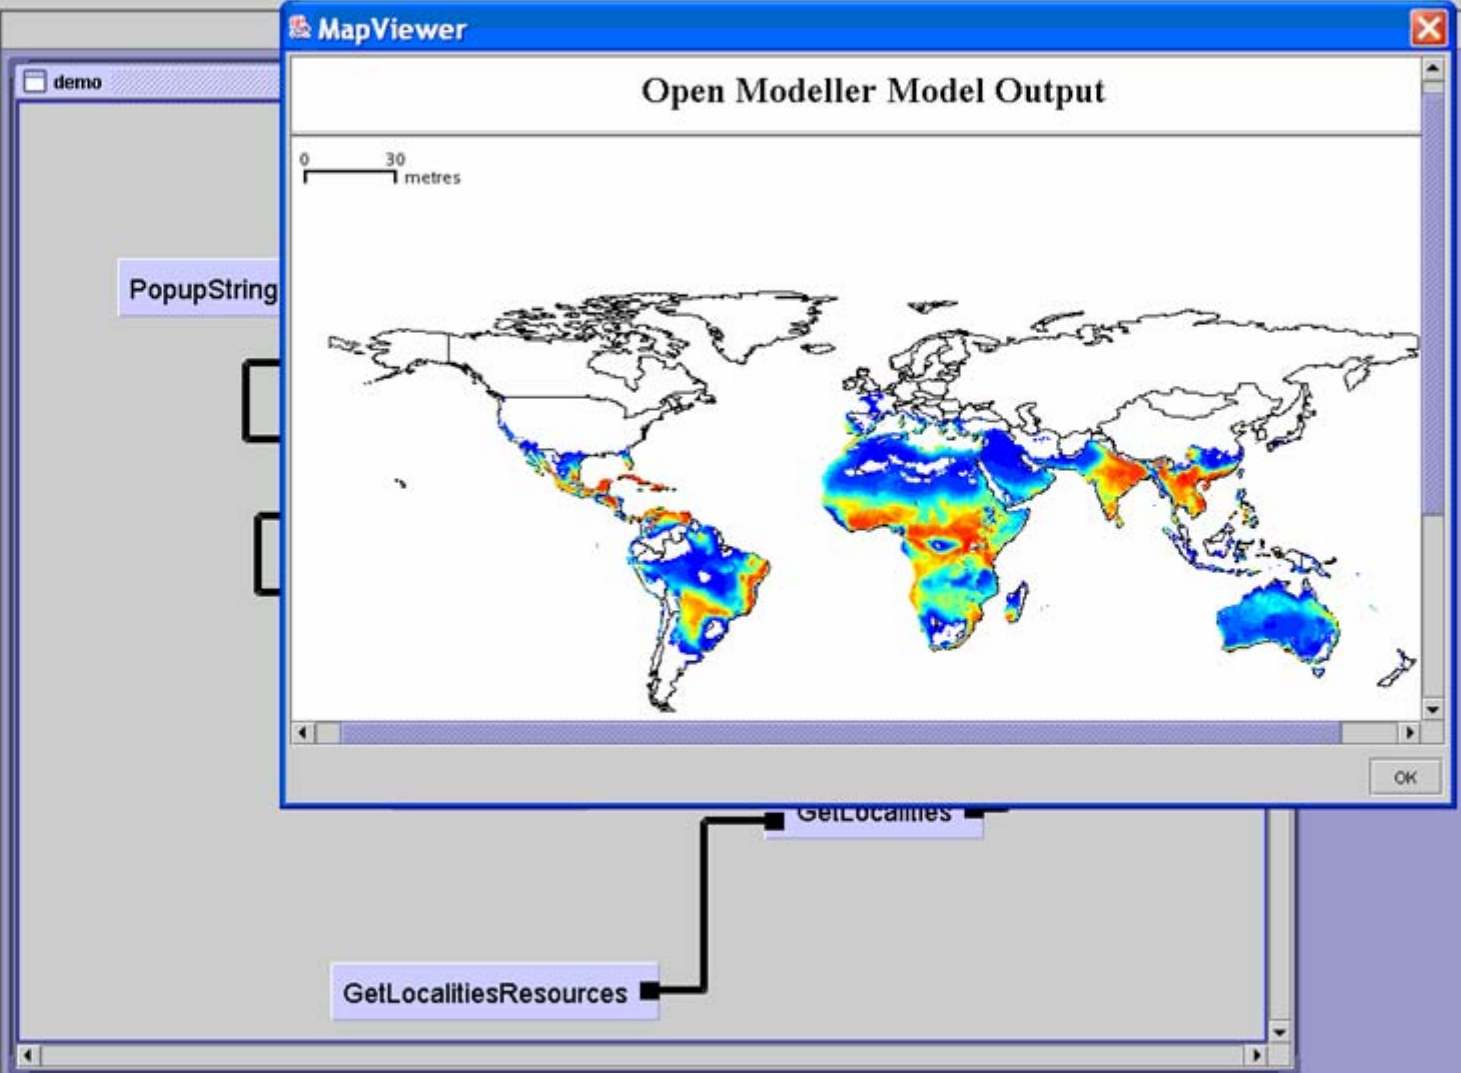 MapViewer
demo
Open Modeller Model Output
0 30
metres
PopupString
OK
GetLocalities
GetLocalitiesResources